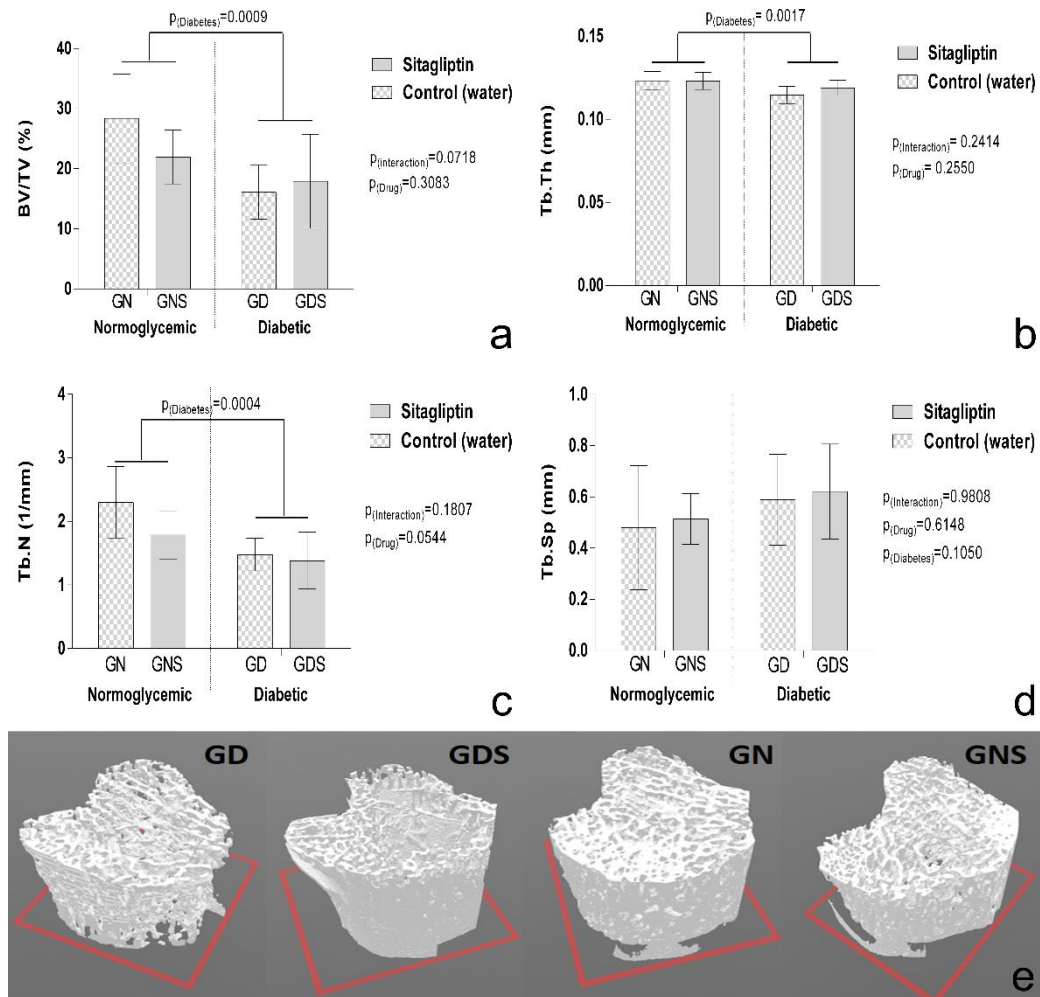 p(Diabetes)=0.0009
40
30
20
10
0
BV/TV (%)
GN GNS GD GDS
Normoglycemic Diabetic
Sitagliptin
Control (water)
p(Interaction)=0.0718
p(Drug)=0.3083
a
p(Diabetes)= 0.0017
0.15
0.10
0.05
0.00
Tb.Th (mm)
GN GNS GD GDS
Normoglycemic Diabetic
Sitagliptin
Control (water)
p(Interaction)= 0.2414
p(Drug)= 0.2550
b
p(Diabetes)=0.0004
4
3
2
1
0
Tb.N (1/mm)
GN GNS GD GDS
Normoglycemic Diabetic
Sitagliptin
Control (water)
p(Interaction)=0.1807
p(Drug)=0.0544
c
1.0
0.8
0.6
0.4
0.2
0.0
Tb.Sp (mm)
GN GNS GD GDS
Normoglycemic Diabetic
Sitagliptin
Control (water)
p(Interaction)=0.9808
p(Drug)=0.6148
p(Diabetes)=0.1050
d
GD GDS GN GNS
e